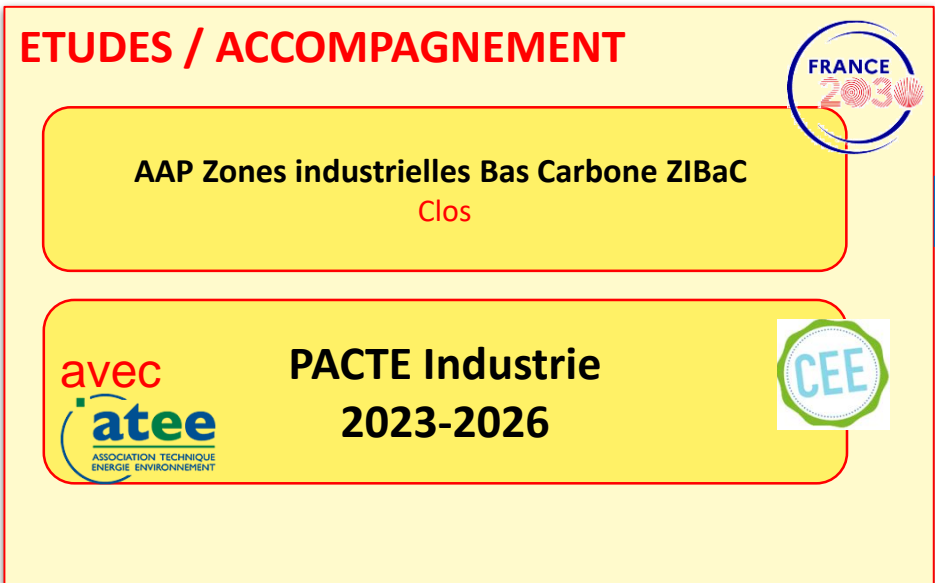 ETUDES / ACCOMPAGNEMENT
FRANCE
2030
AAP Zones industrielles Bas Carbone ZIBaC
Clos
avec
atee
ASSOCIATION TECHNIQUE
ENERGIE ENVIRONNEMENT
PACTE Industrie
2023-2026
CEE